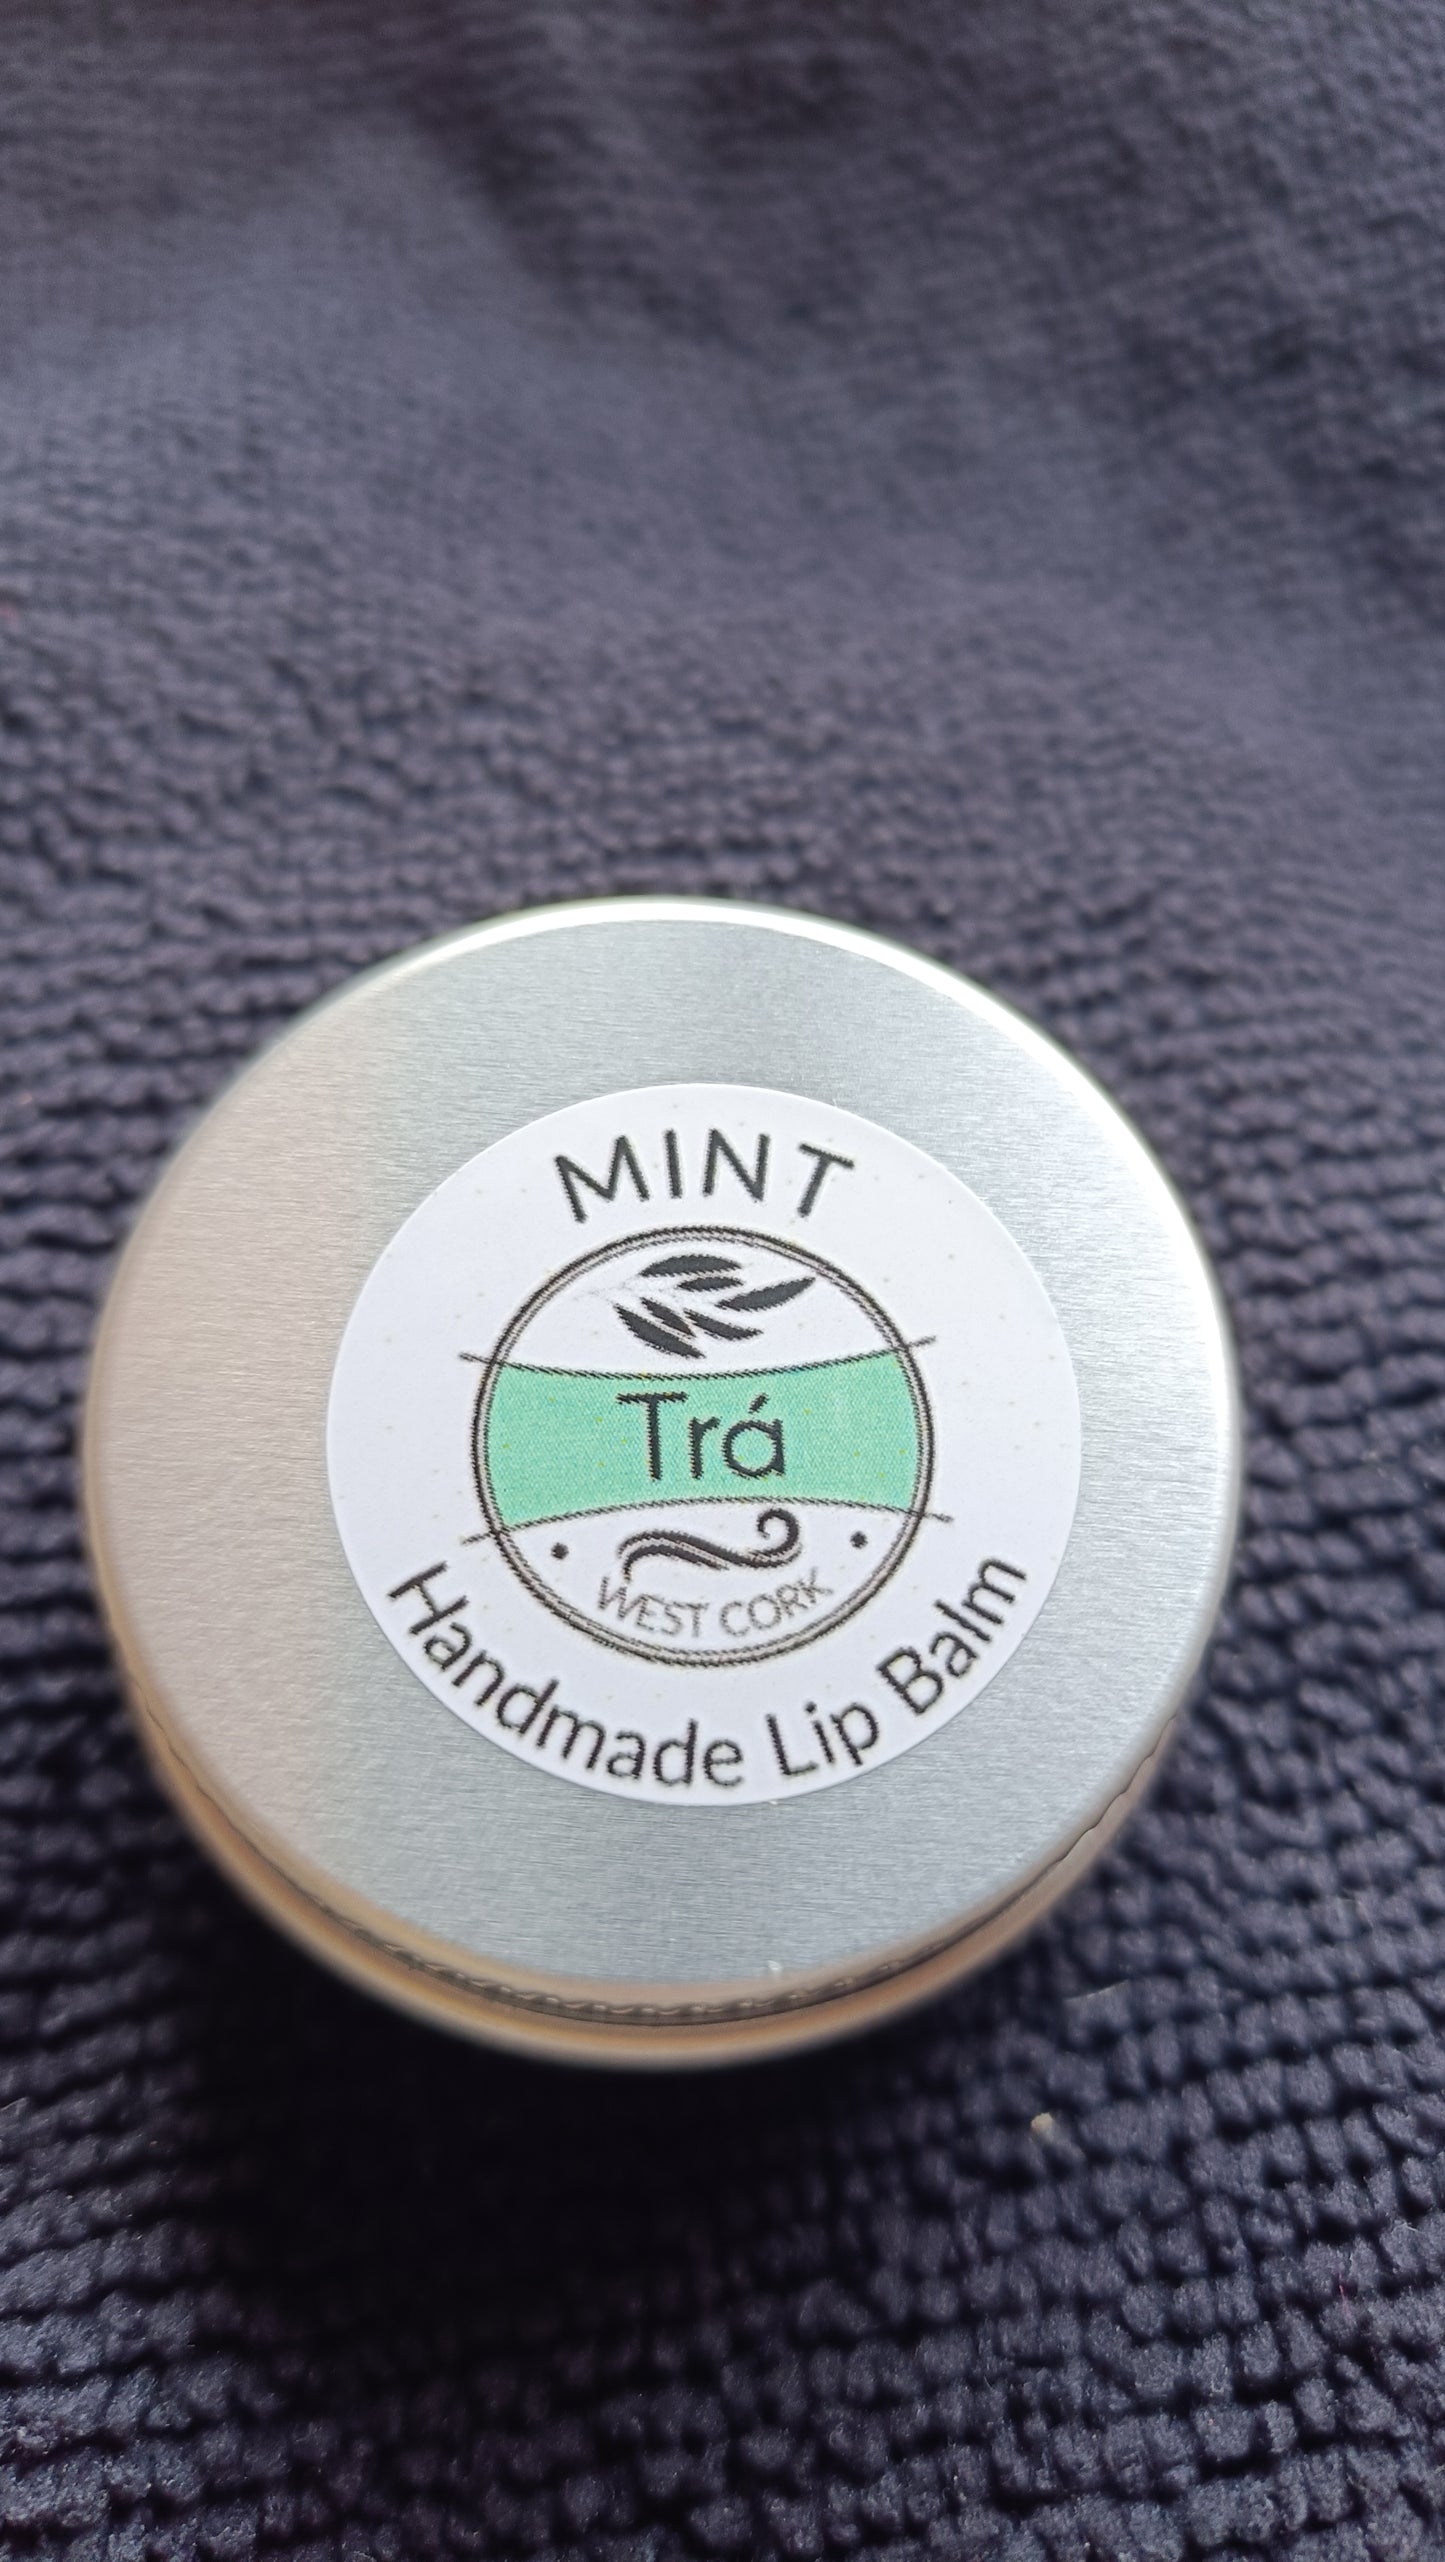 MINT
Trá
WEST CORK
Handmade Lip Balm